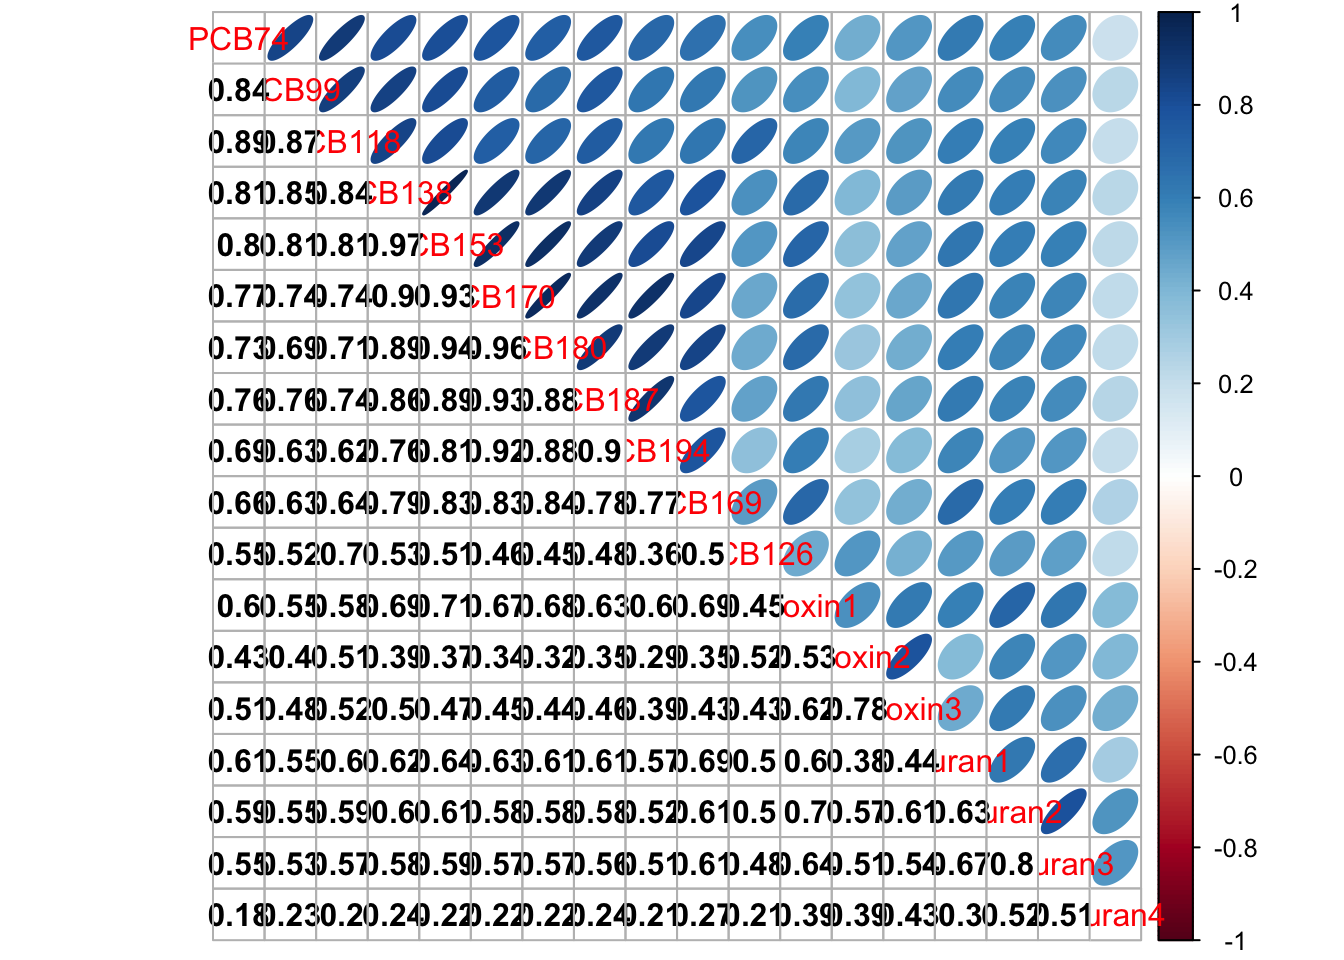 PCB74
0.84 CB99
0.89 0.87 CB118
0.81 0.85 0.84 CB138
0.8 0.81 0.81 0.97 CB153
0.77 0.74 0.74 0.9 0.93 CB170
0.73 0.69 0.71 0.89 0.94 0.96 CB180
0.76 0.76 0.74 0.86 0.89 0.93 0.88 CB187
0.69 0.63 0.62 0.76 0.81 0.92 0.88 0.9 CB194
0.66 0.63 0.64 0.79 0.83 0.83 0.84 0.78 0.77 CB169
0.55 0.52 0.7 0.53 0.51 0.46 0.45 0.48 0.36 0.5 CB126
0.6 0.55 0.58 0.69 0.71 0.67 0.68 0.63 0.6 0.69 0.45 oxin1
0.43 0.4 0.51 0.39 0.37 0.34 0.32 0.35 0.29 0.35 0.52 0.53 oxin2
0.51 0.48 0.52 0.5 0.47 0.45 0.44 0.46 0.39 0.43 0.43 0.62 0.78 oxin3
0.61 0.55 0.6 0.62 0.64 0.63 0.61 0.61 0.57 0.69 0.5 0.6 0.38 0.44 uran1
0.59 0.55 0.59 0.6 0.61 0.58 0.58 0.58 0.52 0.61 0.5 0.7 0.57 0.61 0.63 uran2
0.55 0.53 0.57 0.58 0.59 0.57 0.57 0.56 0.51 0.61 0.48 0.64 0.51 0.54 0.67 0.8 uran3
0.18 0.23 0.2 0.24 0.22 0.22 0.22 0.24 0.21 0.27 0.21 0.39 0.39 0.43 0.3 0.52 0.51 uran4
1
0.8
0.6
0.4
0.2
0
-0.2
-0.4
-0.6
-0.8
-1